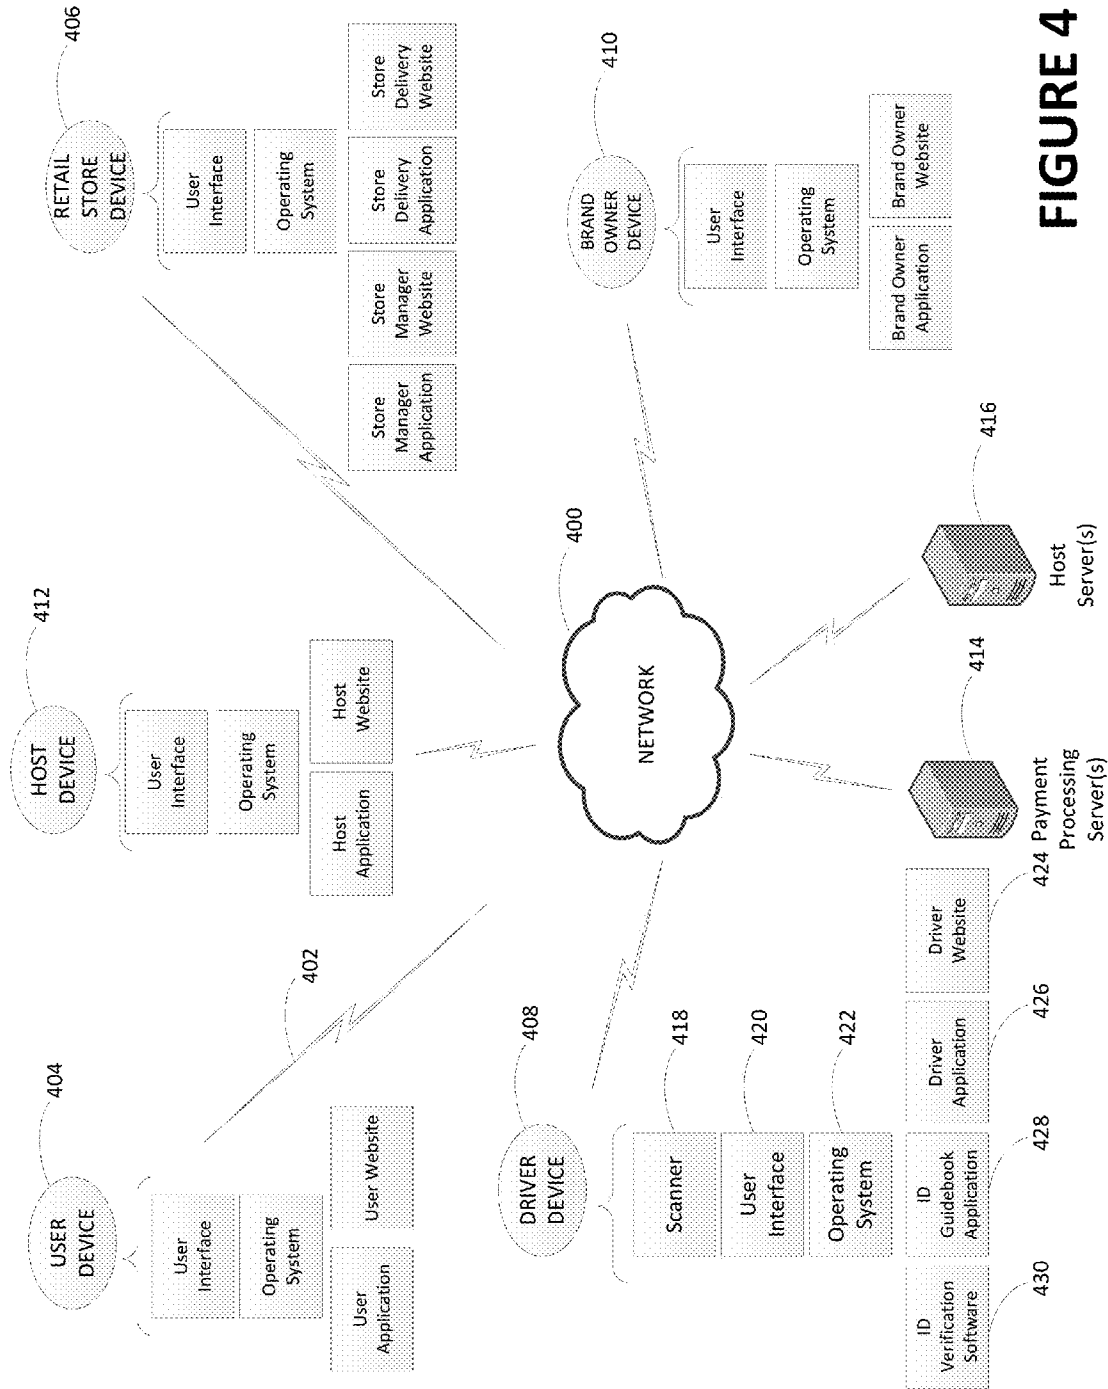 404
USER
DEVICE
User
Interface
Operating
System
User
Application
User Website
402
412
HOST
DEVICE
User
Interface
Operating
System
Host
Application
Host
Website
406
RETAIL
STORE
DEVICE
User
Interface
Operating
System
Store
Manager
Application
Store
Manager
Website
Store
Delivery
Application
Store
Delivery
Website
400
NETWORK
408
DRIVER
DEVICE
Scanner
418
User
Interface
420
Operating
System
422
ID
Verification
Software
ID
Guidebook
Application
Driver
Application
Driver
Website
430
428
426
424
414
Payment
Processing
Server(s)
416
Host
Server(s)
410
BRAND
OWNER
DEVICE
User
Interface
Operating
System
Brand Owner
Application
Brand Owner
Website
FIGURE 4